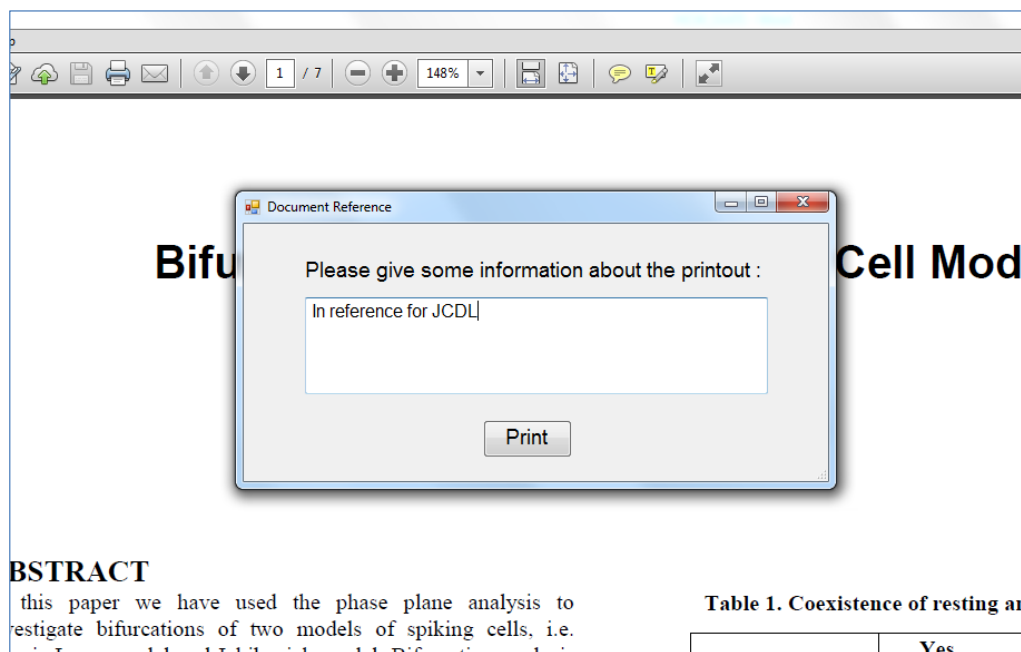 1 / 7 148%
Document Reference
Bifu Cell Mod
Please give some information about the printout :
In reference for JCDL
Print
BSTRACT
this paper we have used the phase plane analysis to
estigate bifurcations of two models of spiking cells, i.e.
Table 1. Coexistence of resting an
Yes